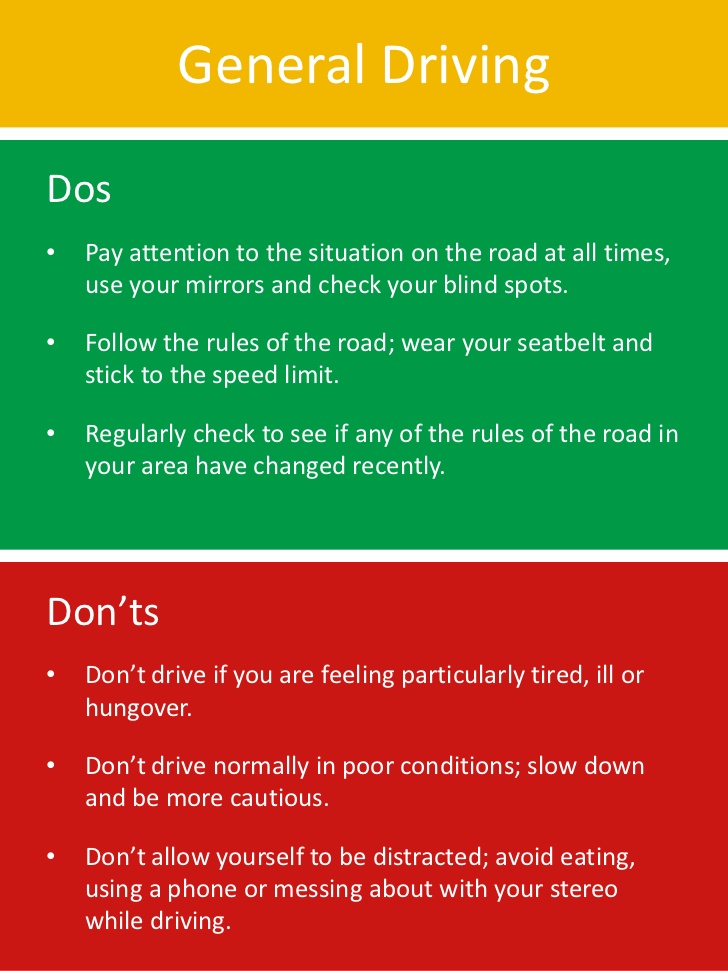 General Driving
Dos
• Pay attention to the situation on the road at all times,
use your mirrors and check your blind spots.
• Follow the rules of the road; wear your seatbelt and
stick to the speed limit.
• Regularly check to see if any of the rules of the road in
your area have changed recently.
Don’ts
• Don’t drive if you are feeling particularly tired, ill or
hungover.
• Don’t drive normally in poor conditions; slow down
and be more cautious.
• Don’t allow yourself to be distracted; avoid eating,
using a phone or messing about with your stereo
while driving.